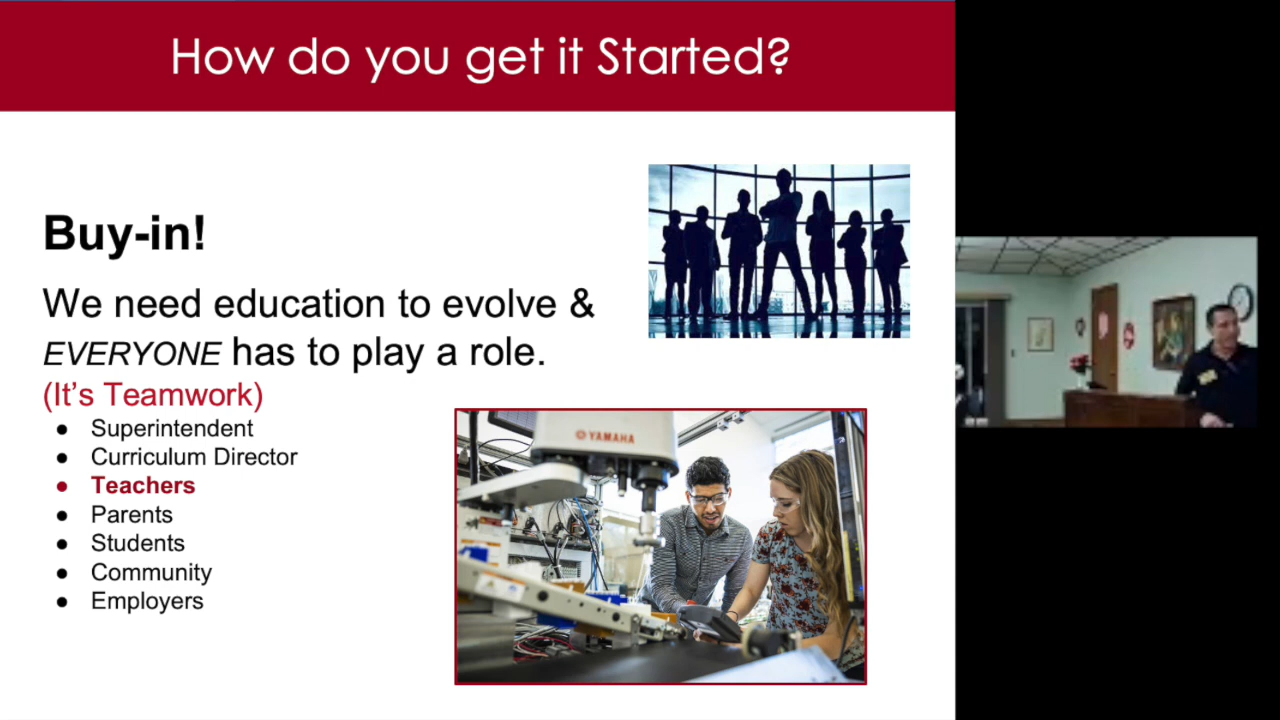 How do you get it Started?
Buy-in!
We need education to evolve &
EVERYONE has to play a role.
(It's Teamwork)
● Superintendent
● Curriculum Director
● Teachers
● Parents
● Students
● Community
● Employers
YAMAHA